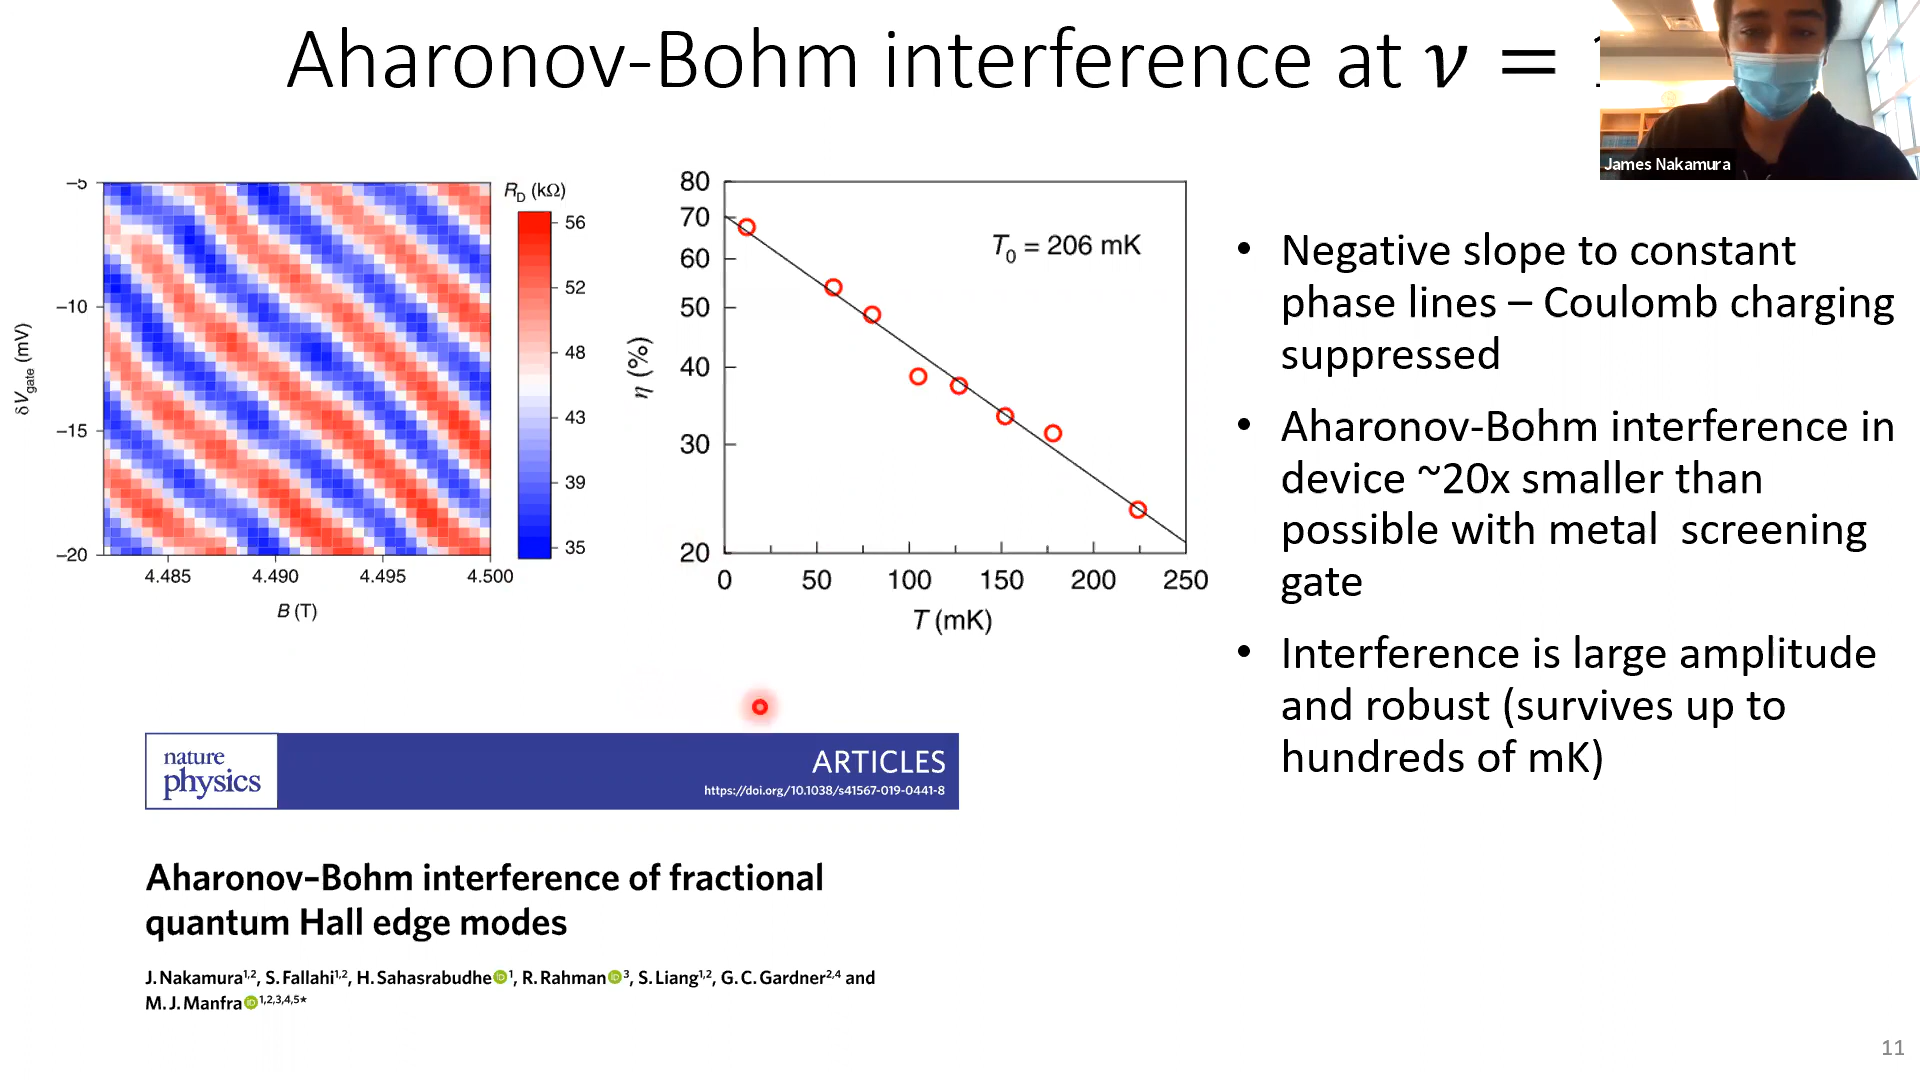 Aharonov-Bohm interference at ν =
James Nakamura
R_D (kΩ)
56
52
48
43
39
35
−5
−10
−15
−20
δV_gate (mV)
4.485 4.490 4.495 4.500
B (T)
80
70
60
50
40
30
20
η (%)
T₀ = 206 mK
0 50 100 150 200 250
T (mK)
• Negative slope to constant
phase lines – Coulomb charging
suppressed
• Aharonov-Bohm interference in
device ~20x smaller than
possible with metal screening
gate
• Interference is large amplitude
and robust (survives up to
hundreds of mK)
nature
physics
ARTICLES
https://doi.org/10.1038/s41567-019-0441-8
Aharonov–Bohm interference of fractional
quantum Hall edge modes
J. Nakamura¹,², S. Fallahi¹,², H. Sahasrabudhe iD ¹, R. Rahman iD ³, S. Liang¹,², G. C. Gardner²,⁴ and
M. J. Manfra iD ¹,²,³,⁴,⁵*
11